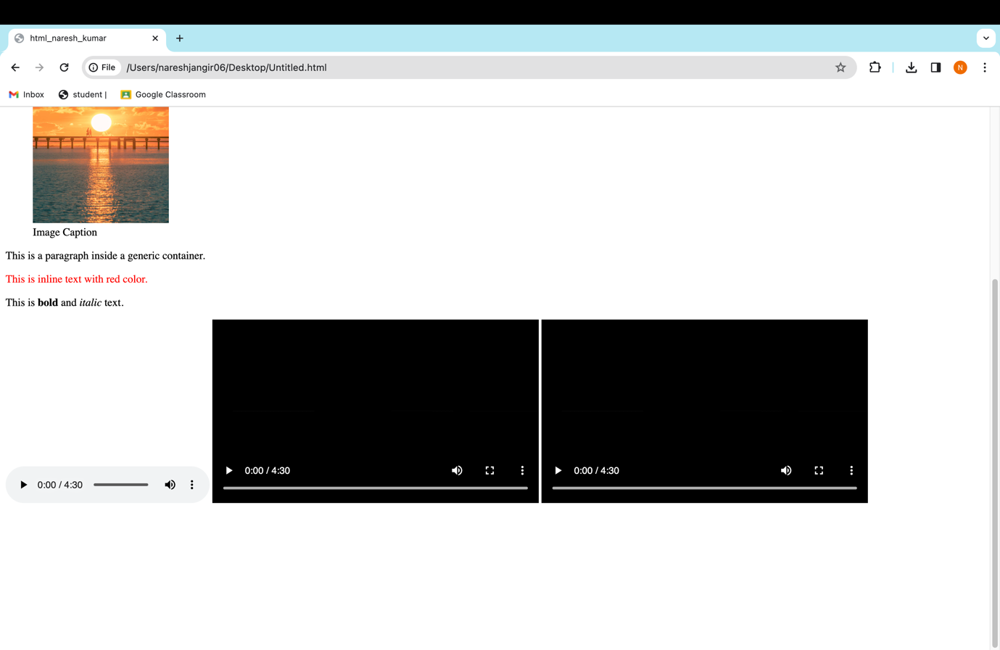 html_naresh_kumar
File /Users/nareshjangir06/Desktop/Untitled.html N
Inbox student | Google Classroom
Image Caption
This is a paragraph inside a generic container.
This is inline text with red color.
This is bold and italic text.
0:00 / 4:30
0:00 / 4:30
0:00 / 4:30